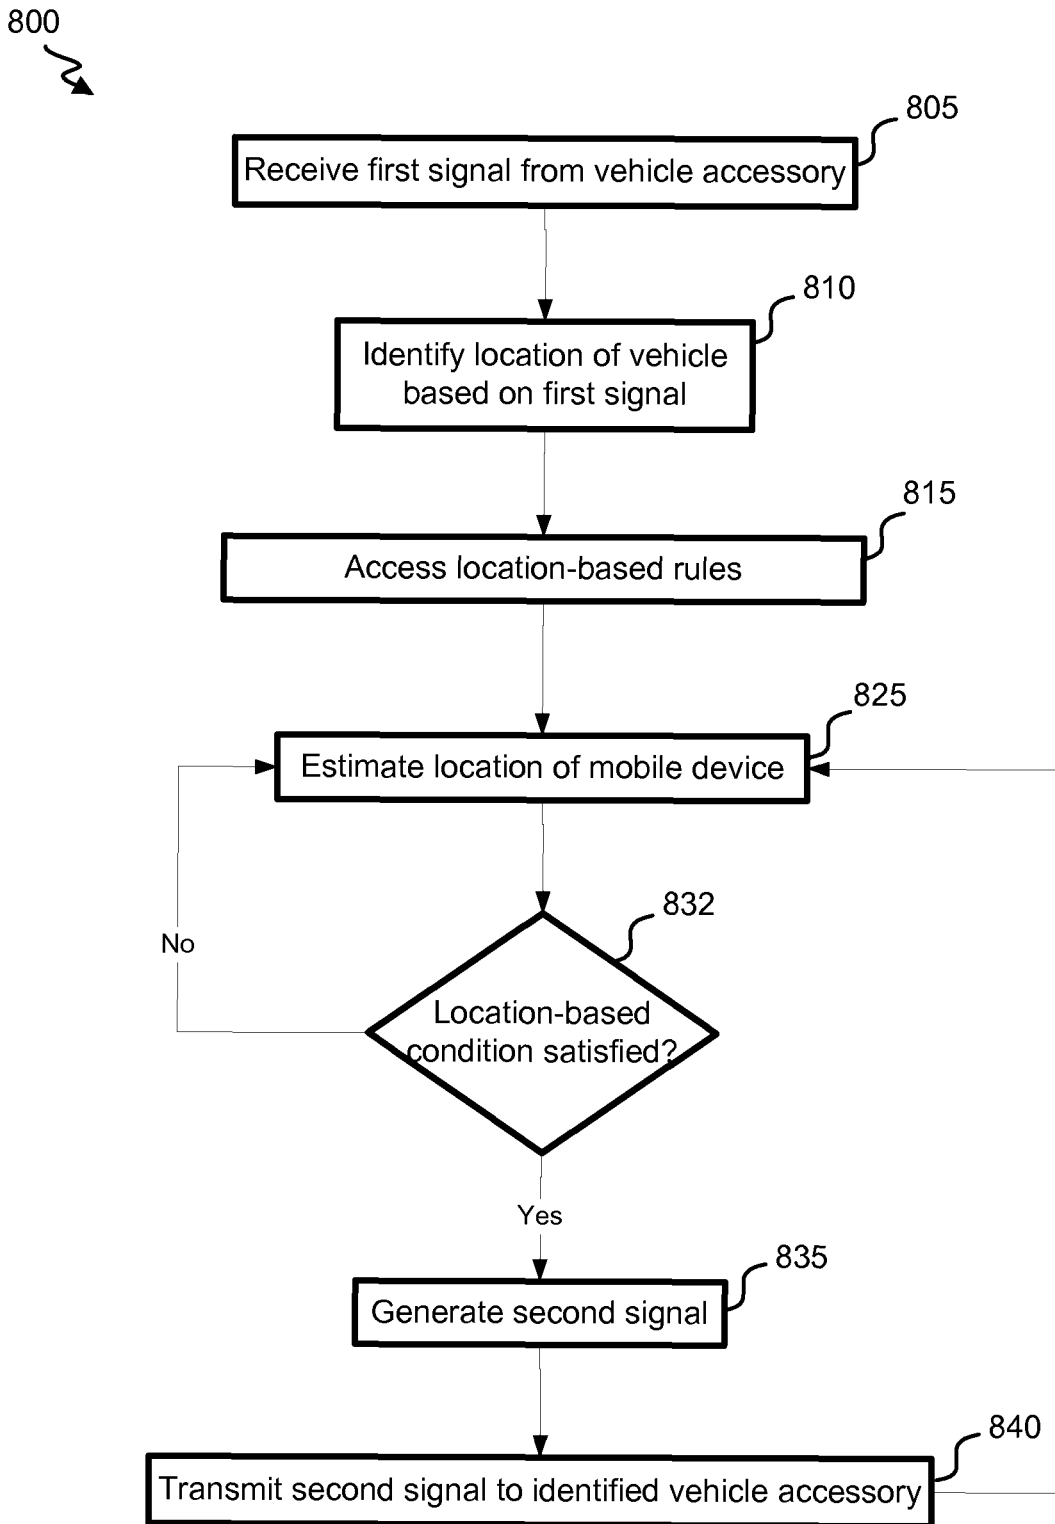 800
805
Receive first signal from vehicle accessory
810
Identify location of vehicle
based on first signal
815
Access location-based rules
825
Estimate location of mobile device
832
No
Location-based
condition satisfied?
Yes
835
Generate second signal
840
Transmit second signal to identified vehicle accessory